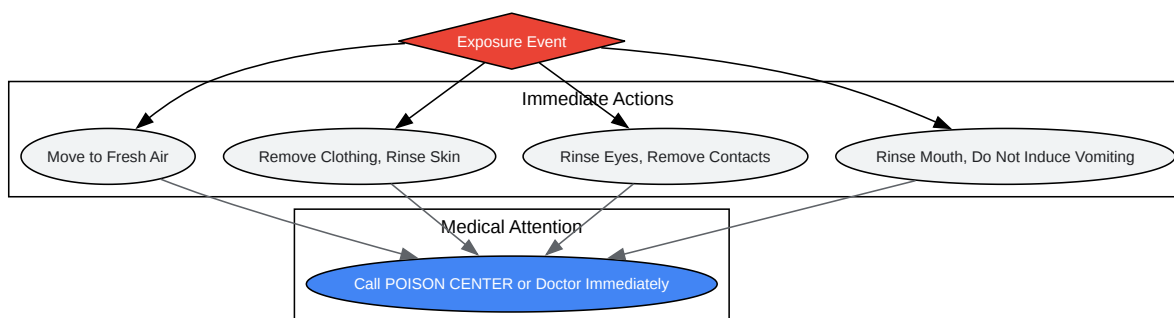 Exposure Event
Immediate Actions
Move to Fresh Air
Remove Clothing, Rinse Skin
Rinse Eyes, Remove Contacts
Rinse Mouth, Do Not Induce Vomiting
Medical Attention
Call POISON CENTER or Doctor Immediately